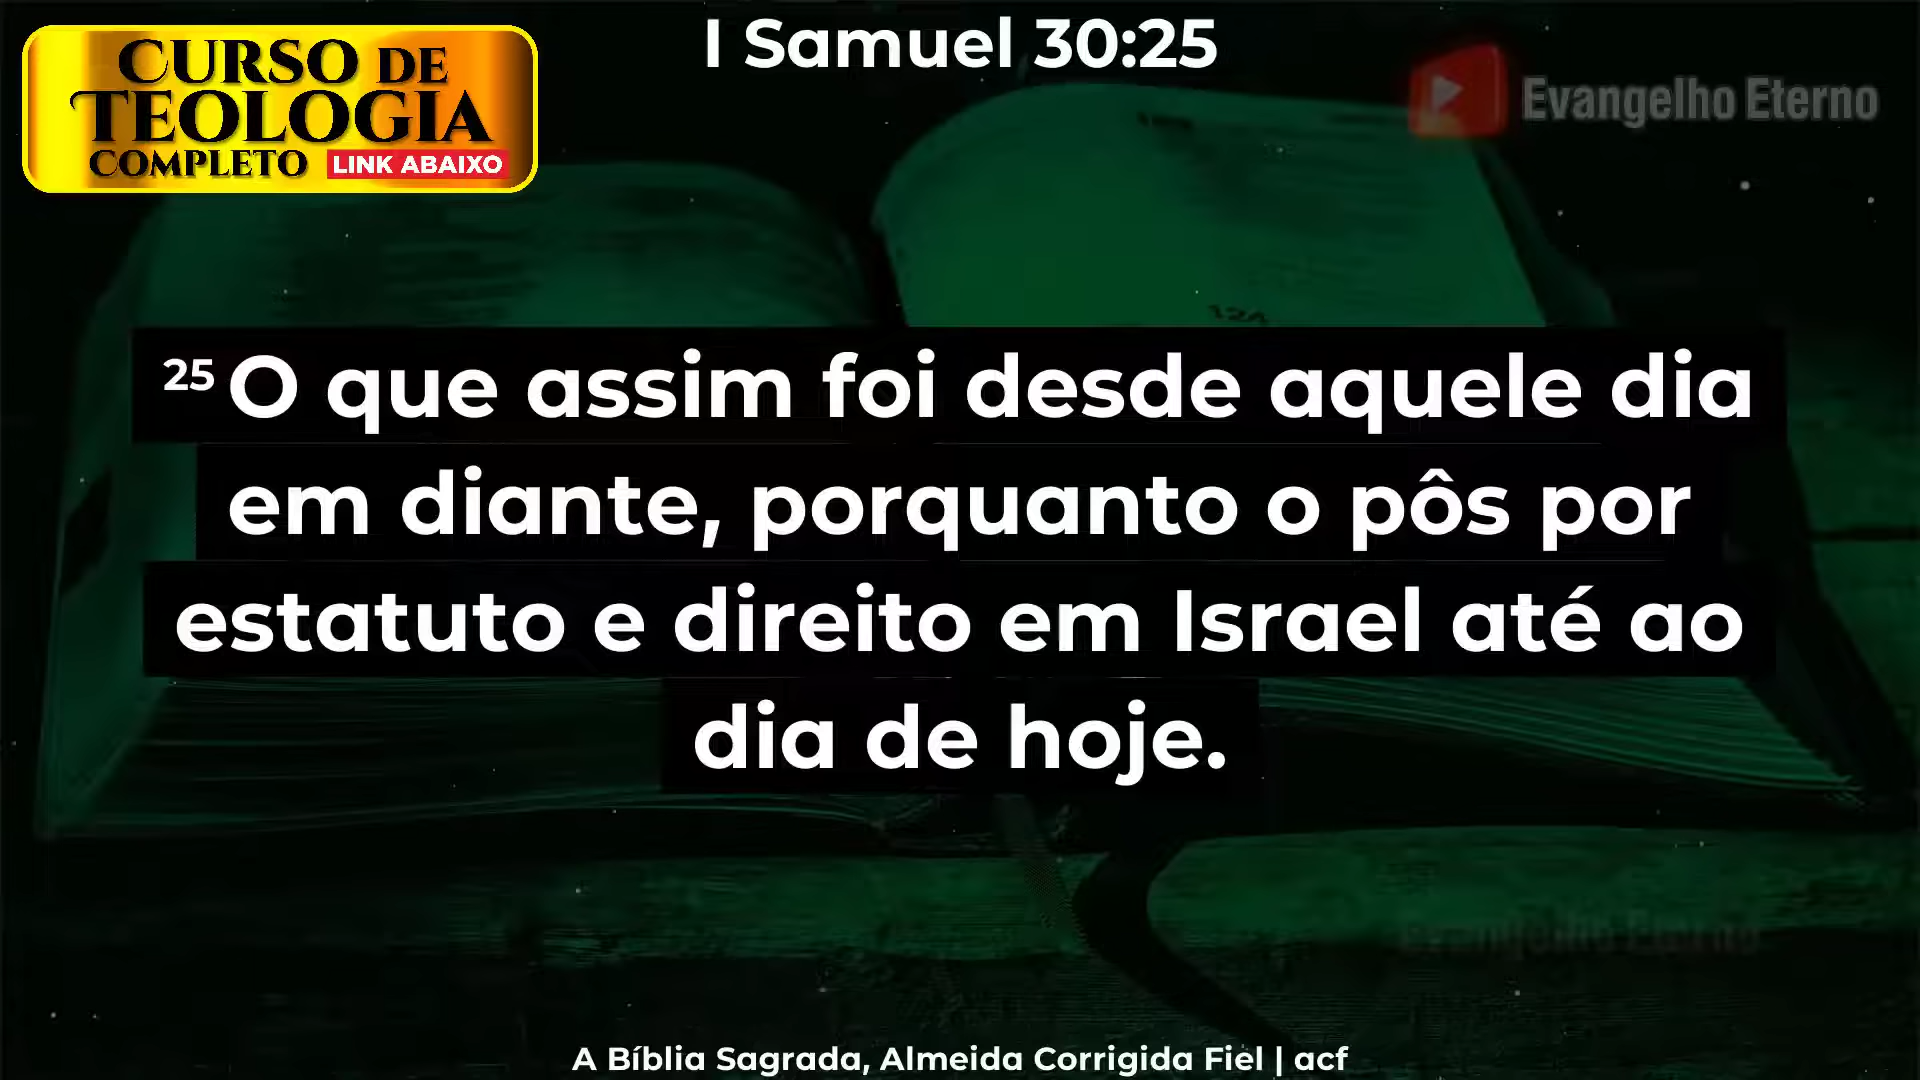 I Samuel 30:25
CURSO DE
TEOLOGIA
COMPLETO LINK ABAIXO
Evangelho Eterno
25 O que assim foi desde aquele dia
em diante, porquanto o pôs por
estatuto e direito em Israel até ao
dia de hoje.
Evangelho Eterno
A Bíblia Sagrada, Almeida Corrigida Fiel | acf